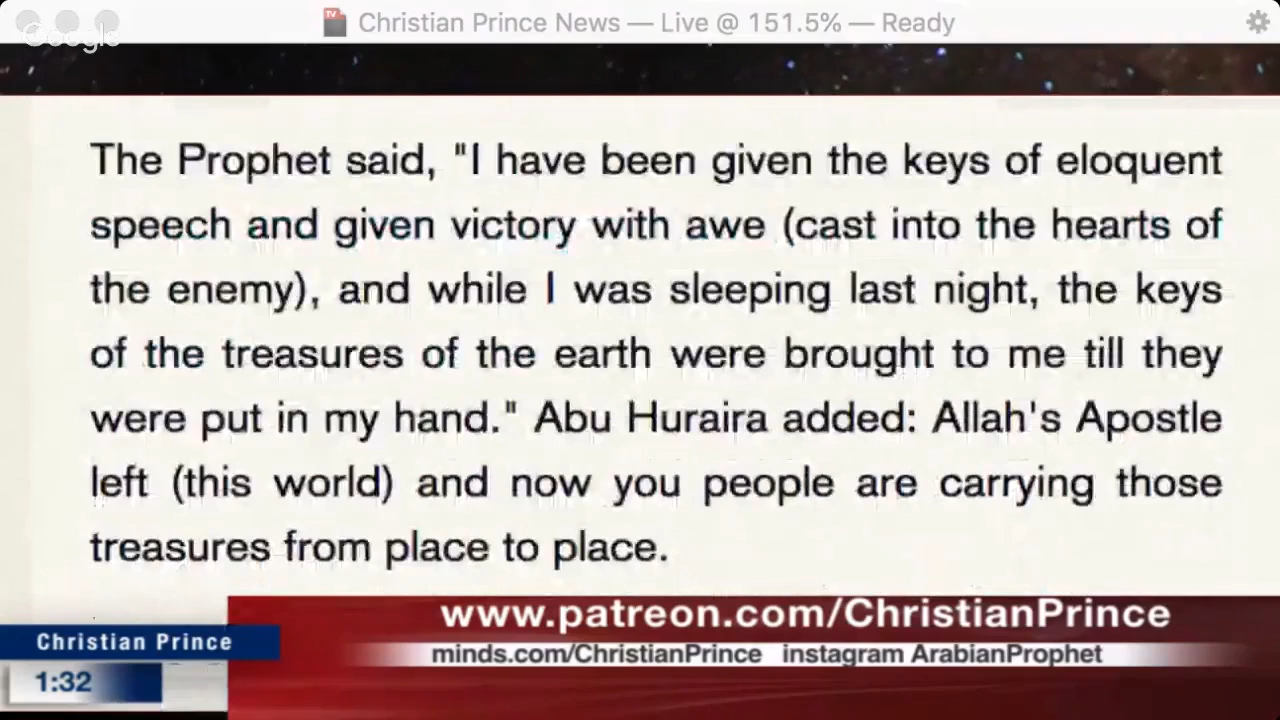 Christian Prince News — Live @ 151.5% — Ready
Google
The Prophet said, "I have been given the keys of eloquent
speech and given victory with awe (cast into the hearts of
the enemy), and while I was sleeping last night, the keys
of the treasures of the earth were brought to me till they
were put in my hand." Abu Huraira added: Allah's Apostle
left (this world) and now you people are carrying those
treasures from place to place.
www.patreon.com/ChristianPrince
Christian Prince
minds.com/ChristianPrince instagram ArabianProphet
1:32